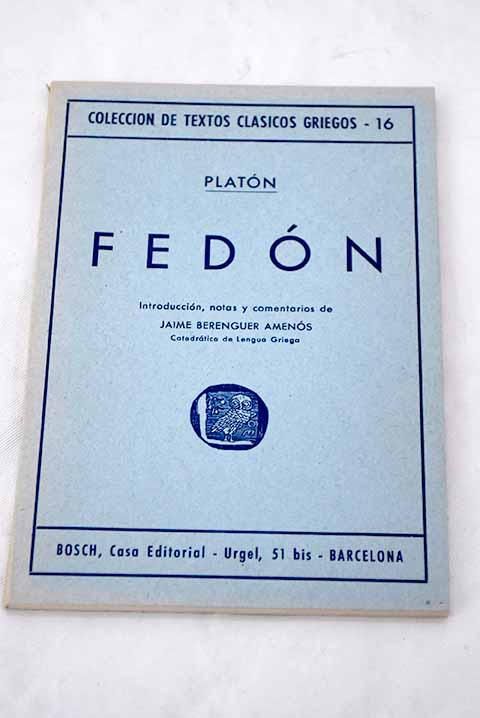 COLECCION DE TEXTOS CLASICOS GRIEGOS - 16
PLATÓN
FEDÓN
Introducción, notas y comentarios de
JAIME BERENGUER AMENÓS
Catedrático de Lengua Griega
BOSCH, Casa Editorial - Urgel, 51 bis - BARCELONA